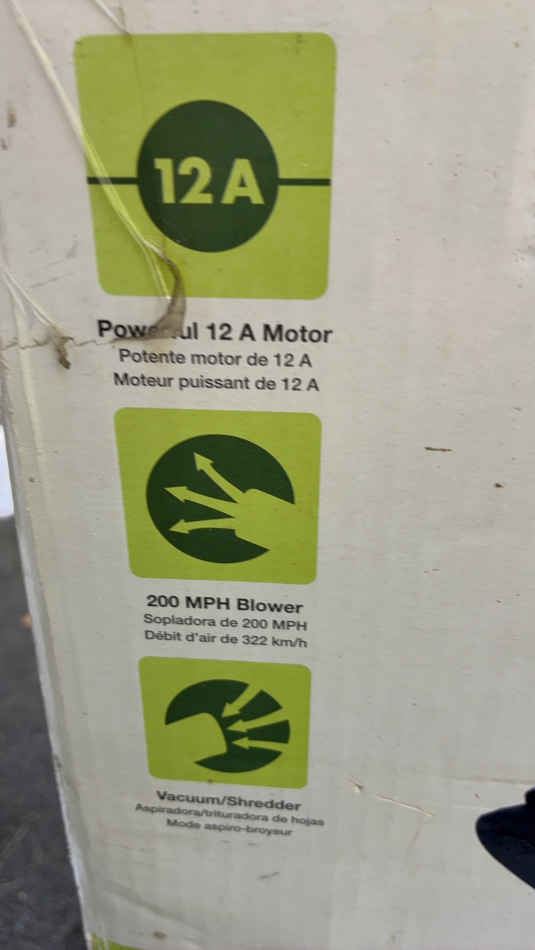 12 A
Powerful 12 A Motor
Potente motor de 12 A
Moteur puissant de 12 A
200 MPH Blower
Sopladora de 200 MPH
Débit d'air de 322 km/h
Vacuum/Shredder
Aspiradora/trituradora de hojas
Mode aspiro-broyeur